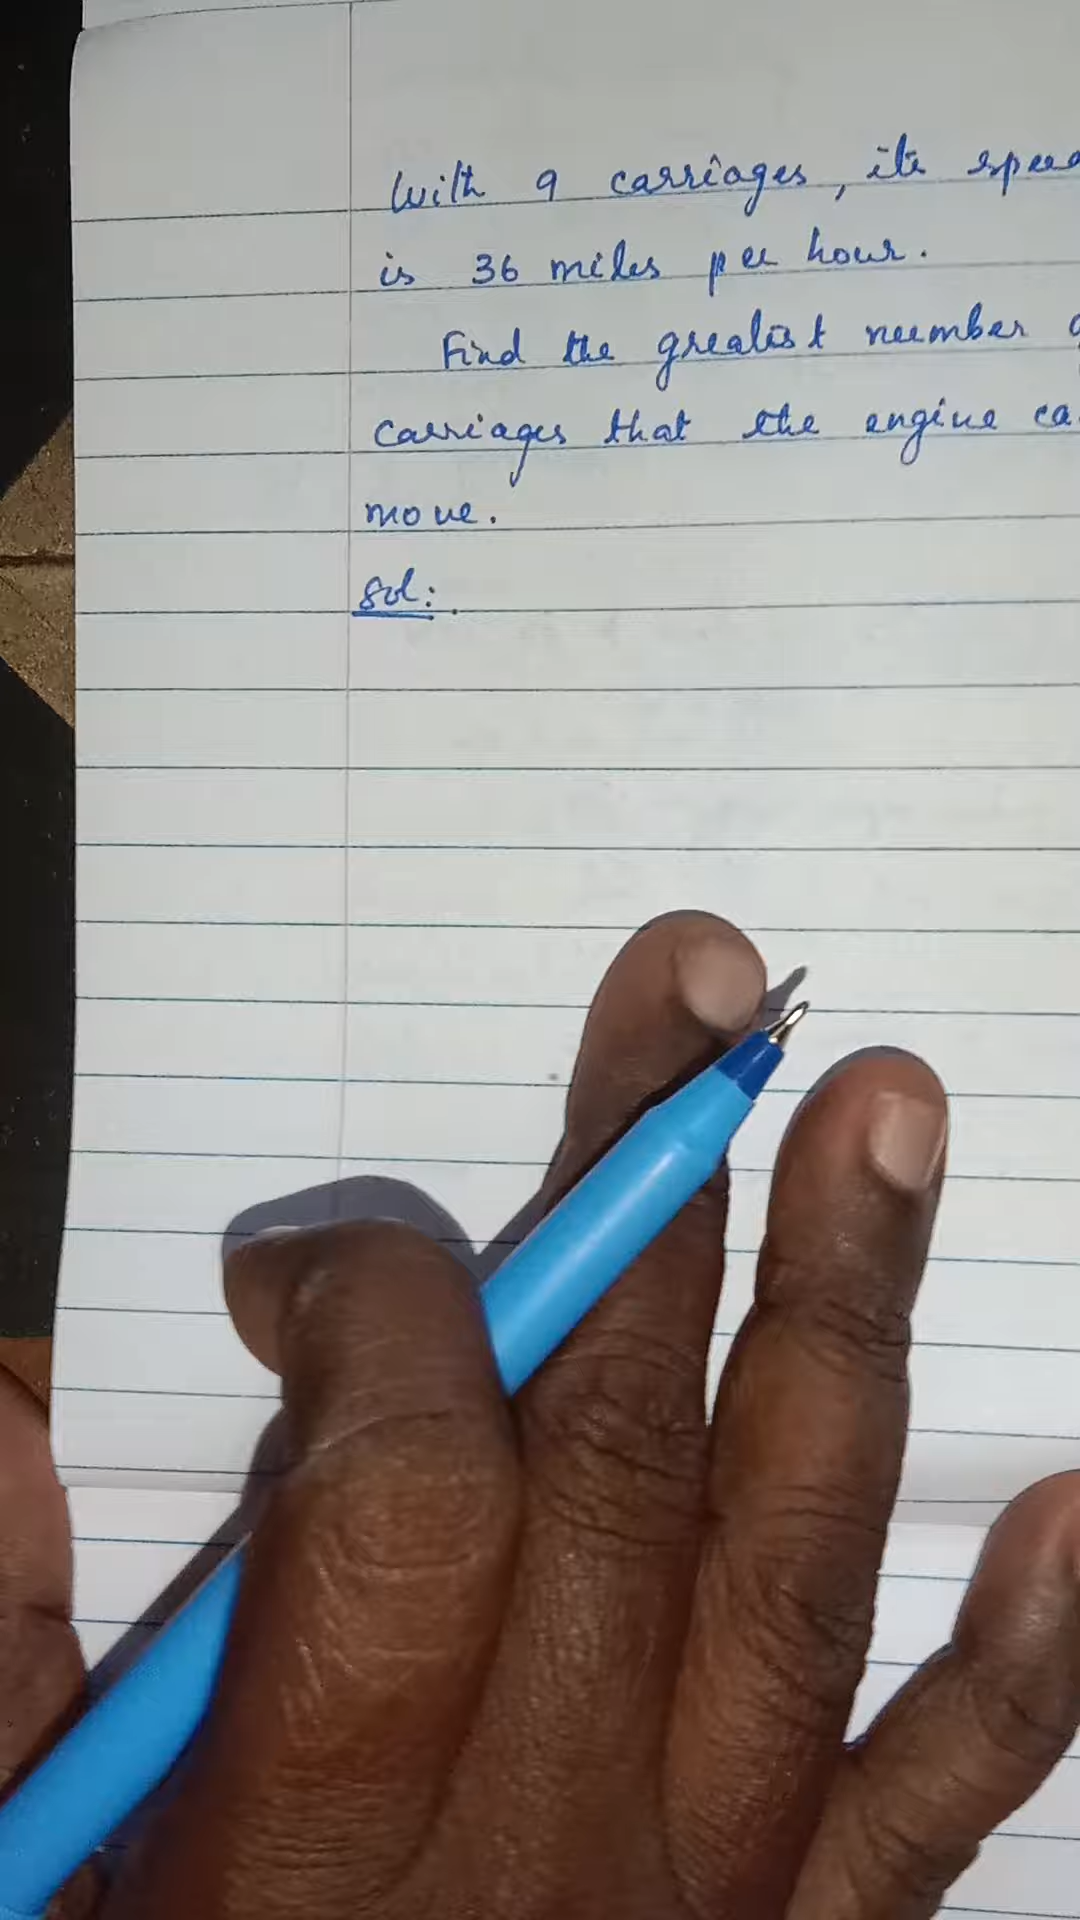 With 9 carriages, its speed
is 36 miles per hour.
Find the greatest number
carriages that the engine
move.
Sol: